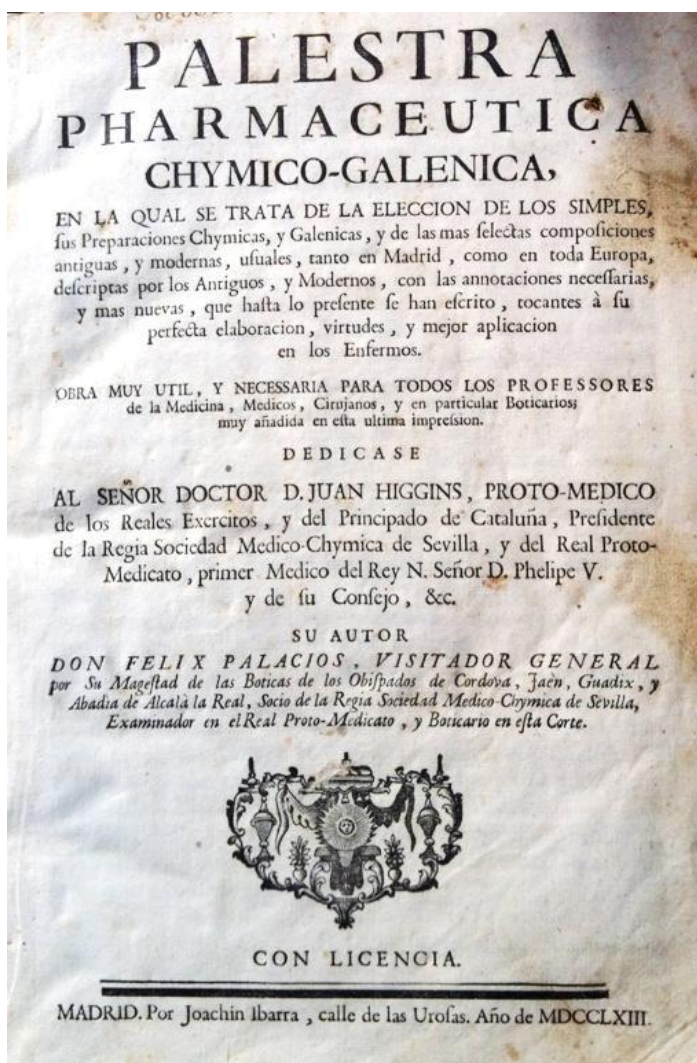 PALESTRA
PHARMACEUTICA
CHYMICO-GALENICA,
EN LA QUAL SE TRATA DE LA ELECCION DE LOS SIMPLES,
ſus Preparaciones Chymicas, y Galenicas, y de las mas ſelectas compoſiciones
antiguas, y modernas, uſuales, tanto en Madrid, como en toda Europa,
deſcriptas por los Antiguos, y Modernos, con las annotaciones neceſſarias,
y mas nuevas, que haſta lo preſente ſe han eſcrito, tocantes à ſu
perfecta elaboracion, virtudes, y mejor aplicacion
en los Enfermos.
OBRA MUY UTIL, Y NECESSARIA PARA TODOS LOS PROFESSORES
de la Medicina, Medicos, Cirujanos, y en particular Boticarios;
muy añadida en eſta ultima impreſsion.
DEDICASE
AL SEÑOR DOCTOR D. JUAN HIGGINS, PROTO-MEDICO
de los Reales Exercitos, y del Principado de Cataluña, Preſidente
de la Regia Sociedad Medico-Chymica de Sevilla, y del Real Proto-
Medicato, primer Medico del Rey N. Señor D. Phelipe V.
y de ſu Conſejo, &c.
SU AUTOR
DON FELIX PALACIOS, VISITADOR GENERAL
por Su Mageſtad de las Boticas de los Obiſpados de Cordova, Jaèn, Guadix, y
Abadia de Alcalà la Real, Socio de la Regia Sociedad Medico-Chymica de Sevilla,
Examinador en el Real Proto-Medicato, y Boticario en eſta Corte.
CON LICENCIA.
MADRID. Por Joachin Ibarra, calle de las Uroſas. Año de MDCCLXIII.